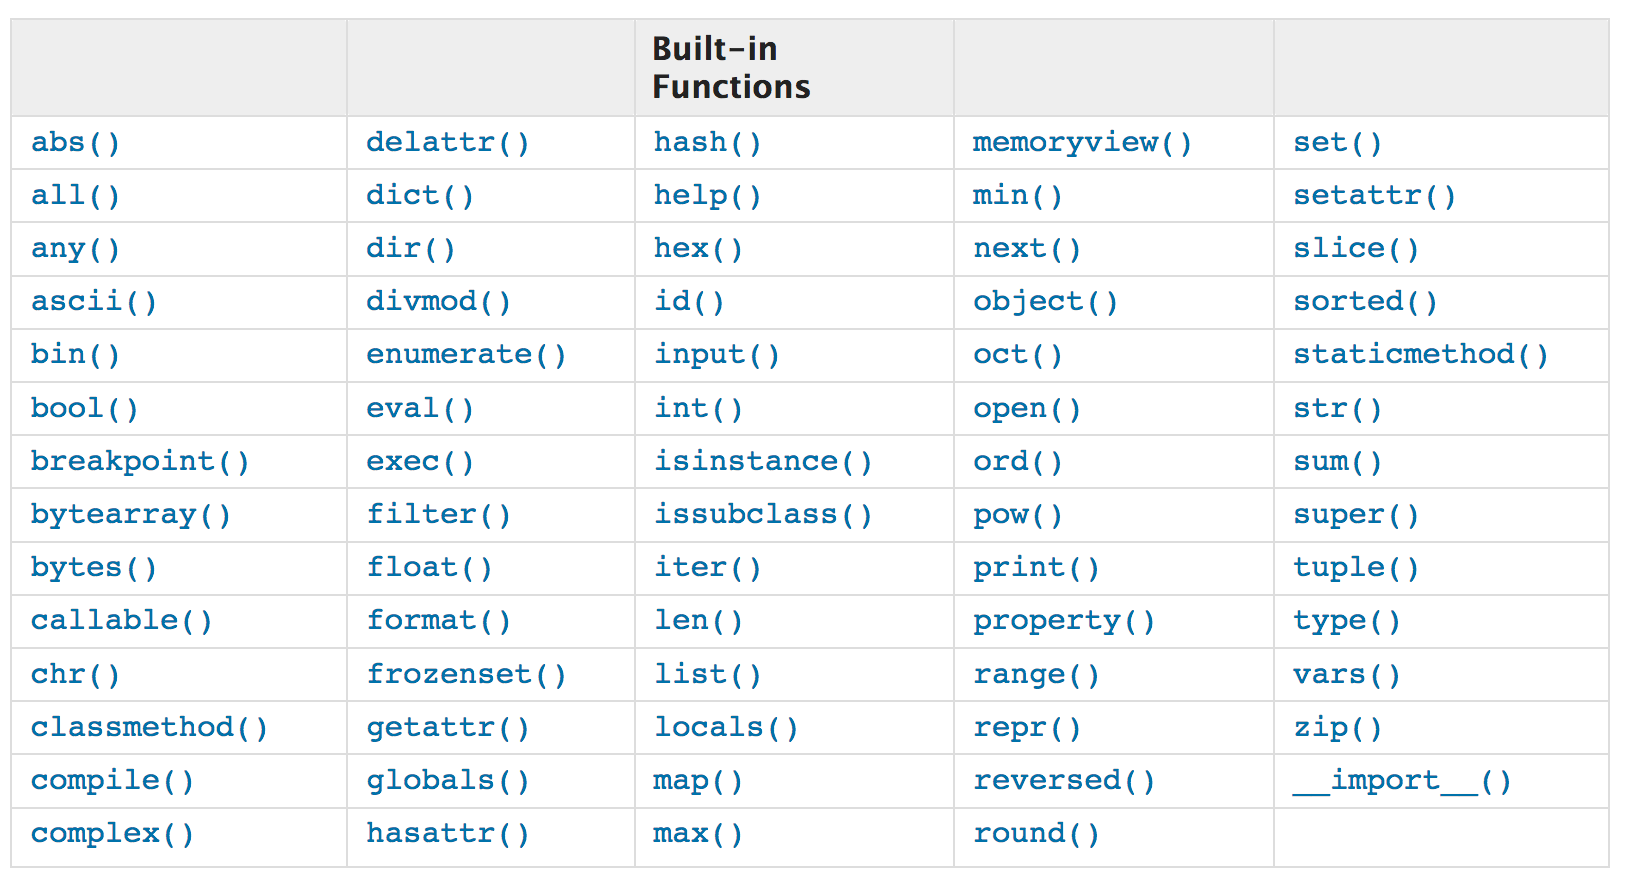 Built-in
Functions
abs() delattr() hash() memoryview() set()
all() dict() help() min() setattr()
any() dir() hex() next() slice()
ascii() divmod() id() object() sorted()
bin() enumerate() input() oct() staticmethod()
bool() eval() int() open() str()
breakpoint() exec() isinstance() ord() sum()
bytearray() filter() issubclass() pow() super()
bytes() float() iter() print() tuple()
callable() format() len() property() type()
chr() frozenset() list() range() vars()
classmethod() getattr() locals() repr() zip()
compile() globals() map() reversed() __import__()
complex() hasattr() max() round()